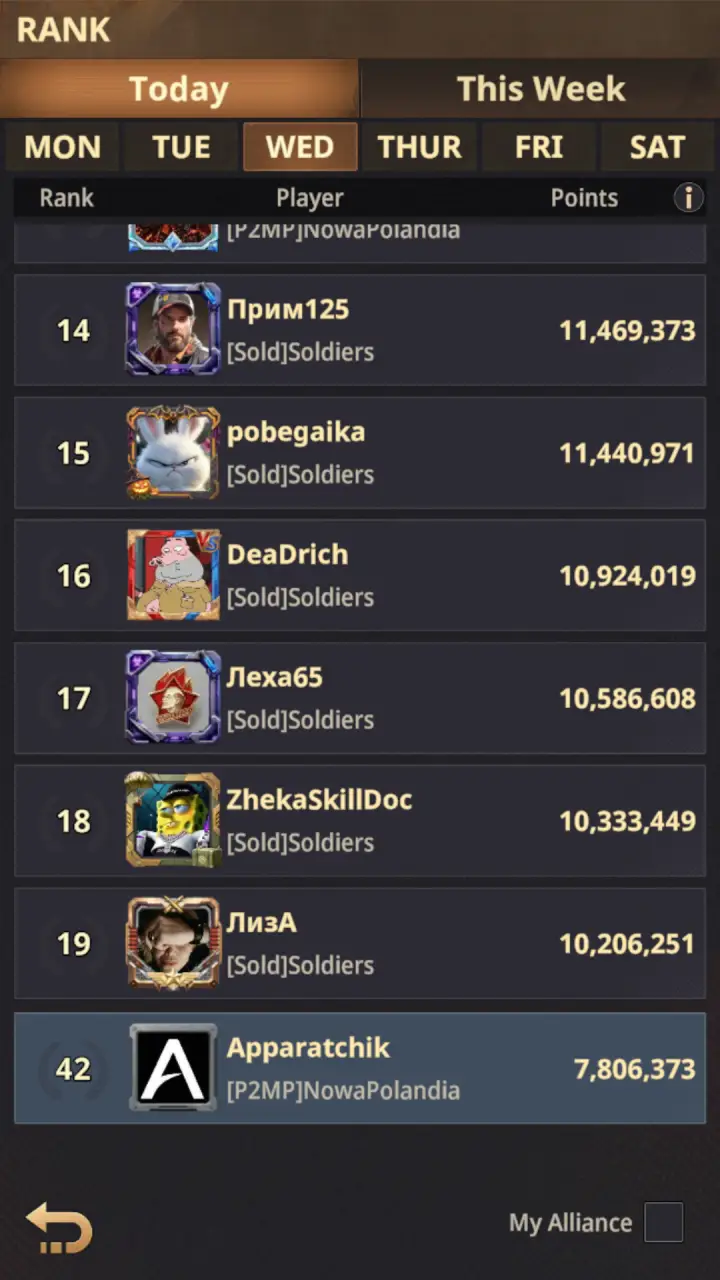 RANK
Today
This Week
MON TUE WED THUR FRI SAT
Rank Player Points
[P2MP]NowaPolandia
14 Прим125 11,469,373
[Sold]Soldiers
15 pobegaika 11,440,971
[Sold]Soldiers
16 DeaDrich 10,924,019
[Sold]Soldiers
17 Леха65 10,586,608
[Sold]Soldiers
18 ZhekaSkillDoc 10,333,449
[Sold]Soldiers
19 ЛизА 10,206,251
[Sold]Soldiers
42 Apparatchik 7,806,373
[P2MP]NowaPolandia
My Alliance